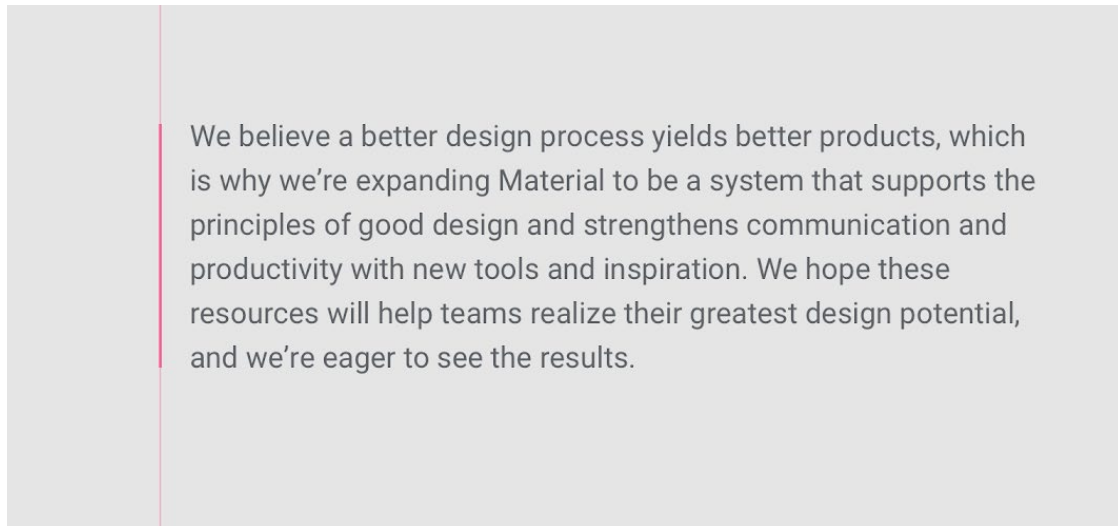 We believe a better design process yields better products, which
is why we’re expanding Material to be a system that supports the
principles of good design and strengthens communication and
productivity with new tools and inspiration. We hope these
resources will help teams realize their greatest design potential,
and we’re eager to see the results.